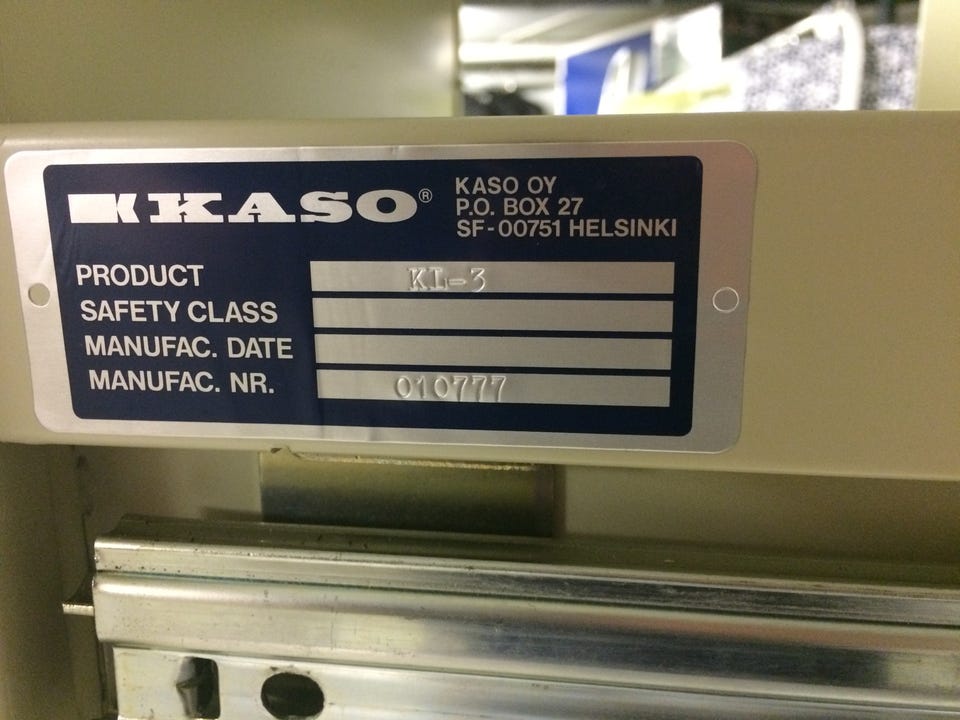 KASO®
KASO OY
P.O. BOX 27
SF-00751 HELSINKI
PRODUCT KL-3
SAFETY CLASS
MANUFAC. DATE
MANUFAC. NR. 010777